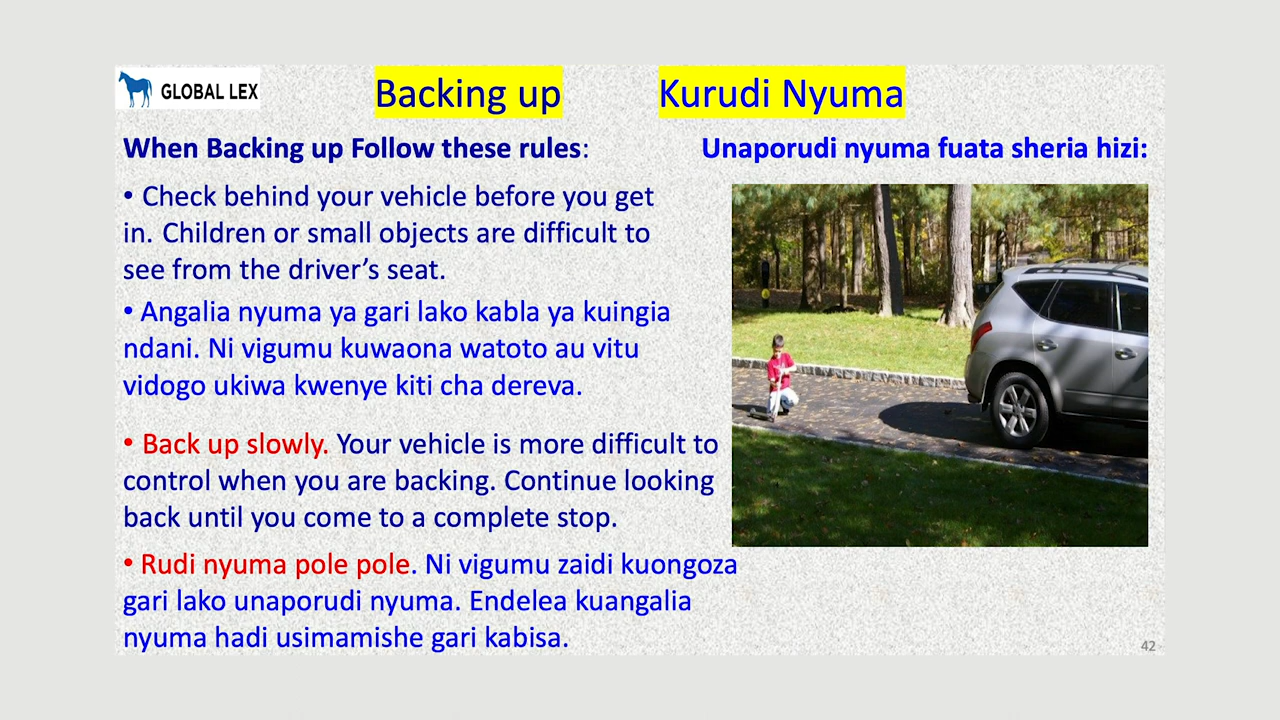 GLOBAL LEX
Backing up Kurudi Nyuma
When Backing up Follow these rules: Unaporudi nyuma fuata sheria hizi:
• Check behind your vehicle before you get
in. Children or small objects are difficult to
see from the driver’s seat.
• Angalia nyuma ya gari lako kabla ya kuingia
ndani. Ni vigumu kuwaona watoto au vitu
vidogo ukiwa kwenye kiti cha dereva.
• Back up slowly. Your vehicle is more difficult to
control when you are backing. Continue looking
back until you come to a complete stop.
• Rudi nyuma pole pole. Ni vigumu zaidi kuongoza
gari lako unaporudi nyuma. Endelea kuangalia
nyuma hadi usimamishe gari kabisa.
42